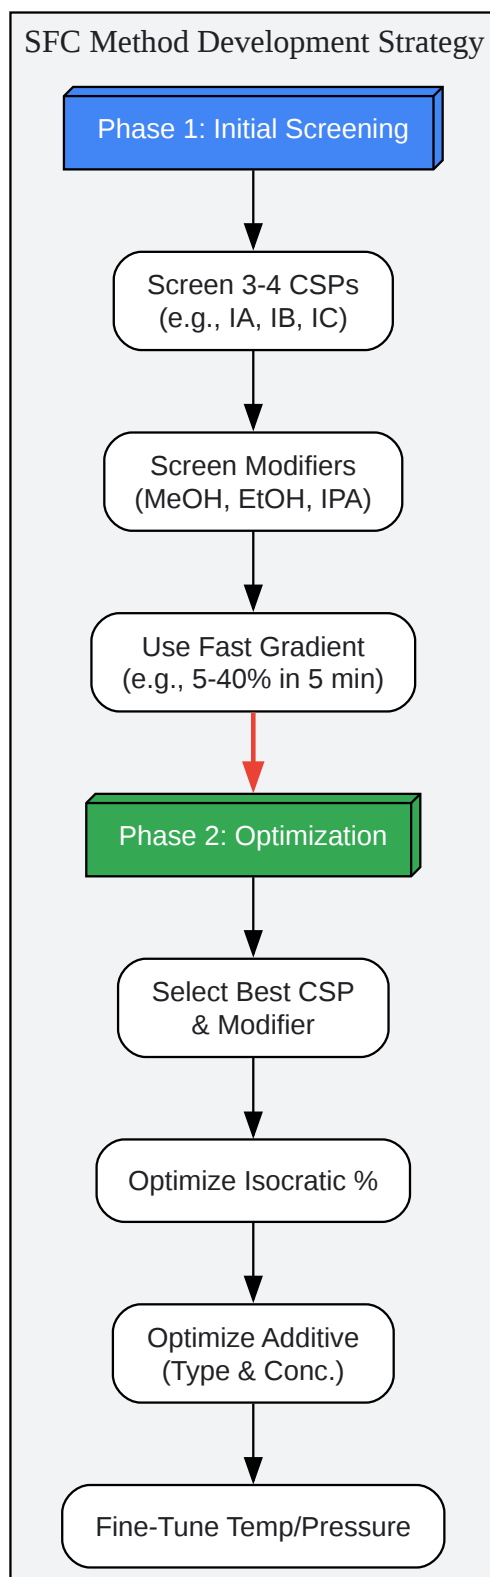 SFC Method Development Strategy
Phase 1: Initial Screening
Screen 3-4 CSPs
(e.g., IA, IB, IC)
Screen Modifiers
(MeOH, EtOH, IPA)
Use Fast Gradient
(e.g., 5-40% in 5 min)
Phase 2: Optimization
Select Best CSP
& Modifier
Optimize Isocratic %
Optimize Additive
(Type & Conc.)
Fine-Tune Temp/Pressure